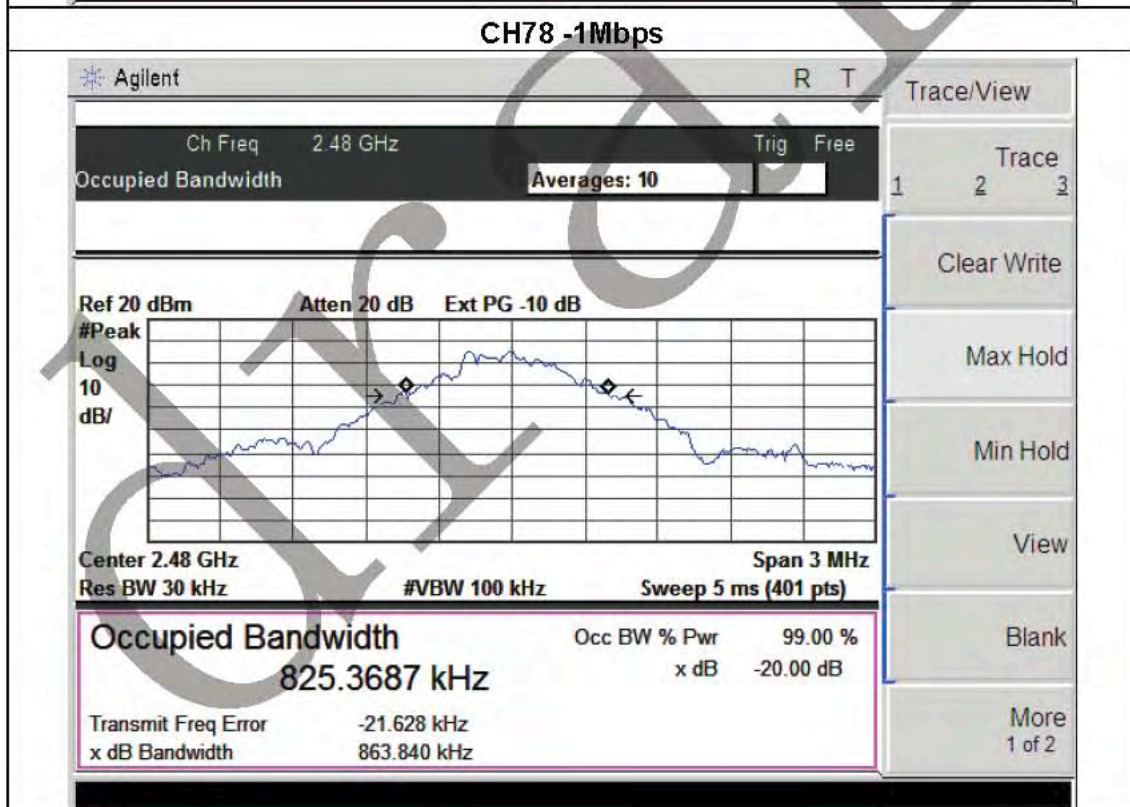 CH78 -1Mbps
Agilent R T
Trace/View
Ch Freq 2.48 GHz Trig Free
Occupied Bandwidth Averages: 10
Trace
1 2 3
Clear Write
Ref 20 dBm Atten 20 dB Ext PG -10 dB
#Peak
Log
10
dB/
Max Hold
Min Hold
Center 2.48 GHz Span 3 MHz
Res BW 30 kHz #VBW 100 kHz Sweep 5 ms (401 pts)
View
Occupied Bandwidth Occ BW % Pwr 99.00 %
825.3687 kHz x dB -20.00 dB
Blank
Transmit Freq Error -21.628 kHz
x dB Bandwidth 863.840 kHz
More
1 of 2